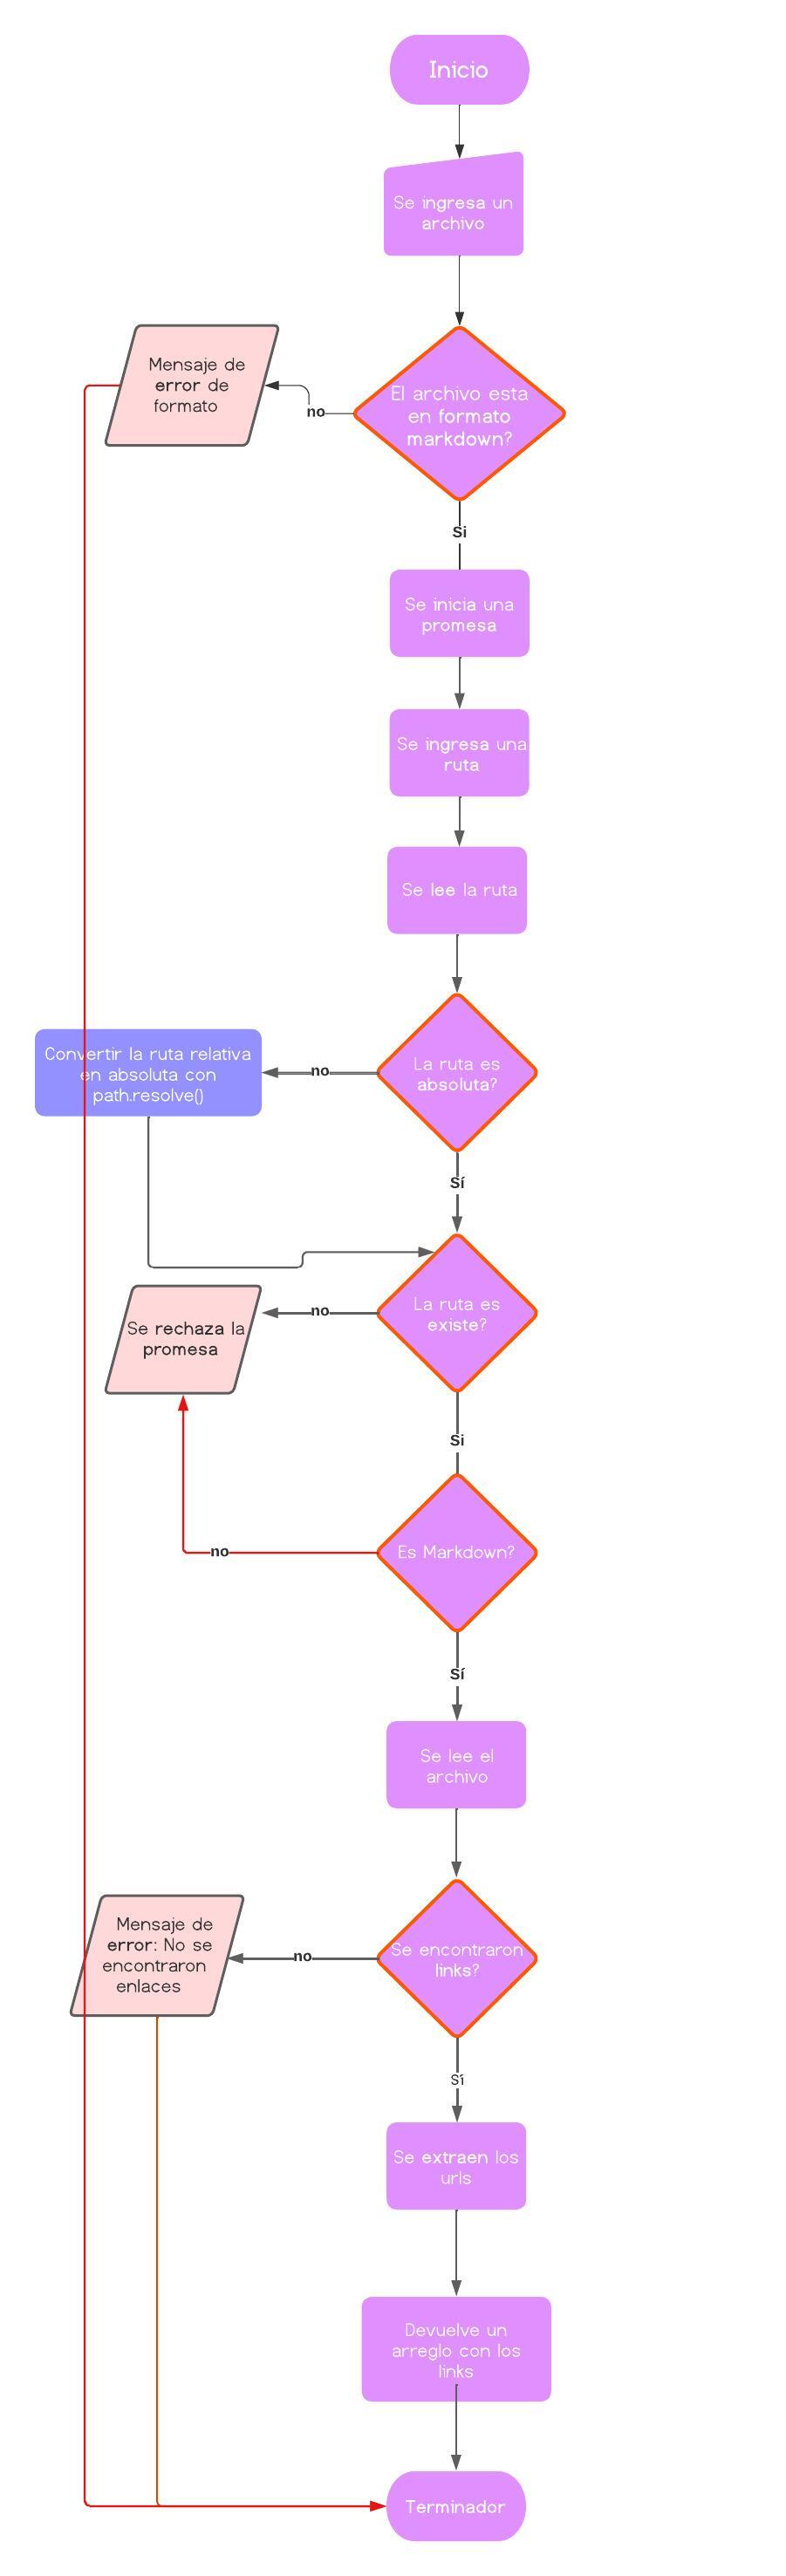 Inicio
Se ingresa un
archivo
Mensaje de
error de
formato
no
El archivo esta
en formato
markdown?
Si
Se inicia una
promesa
Se ingresa una
ruta
Se lee la ruta
Convertir la ruta relativa
en absoluta con
path.resolve()
no
La ruta es
absoluta?
Sí
Se rechaza la
promesa
no
La ruta es
existe?
Si
no
Es Markdown?
Sí
Se lee el
archivo
Mensaje de
error: No se
encontraron
enlaces
no
Se encontraron
links?
Sí
Se extraen los
urls
Devuelve un
arreglo con los
links
Terminador